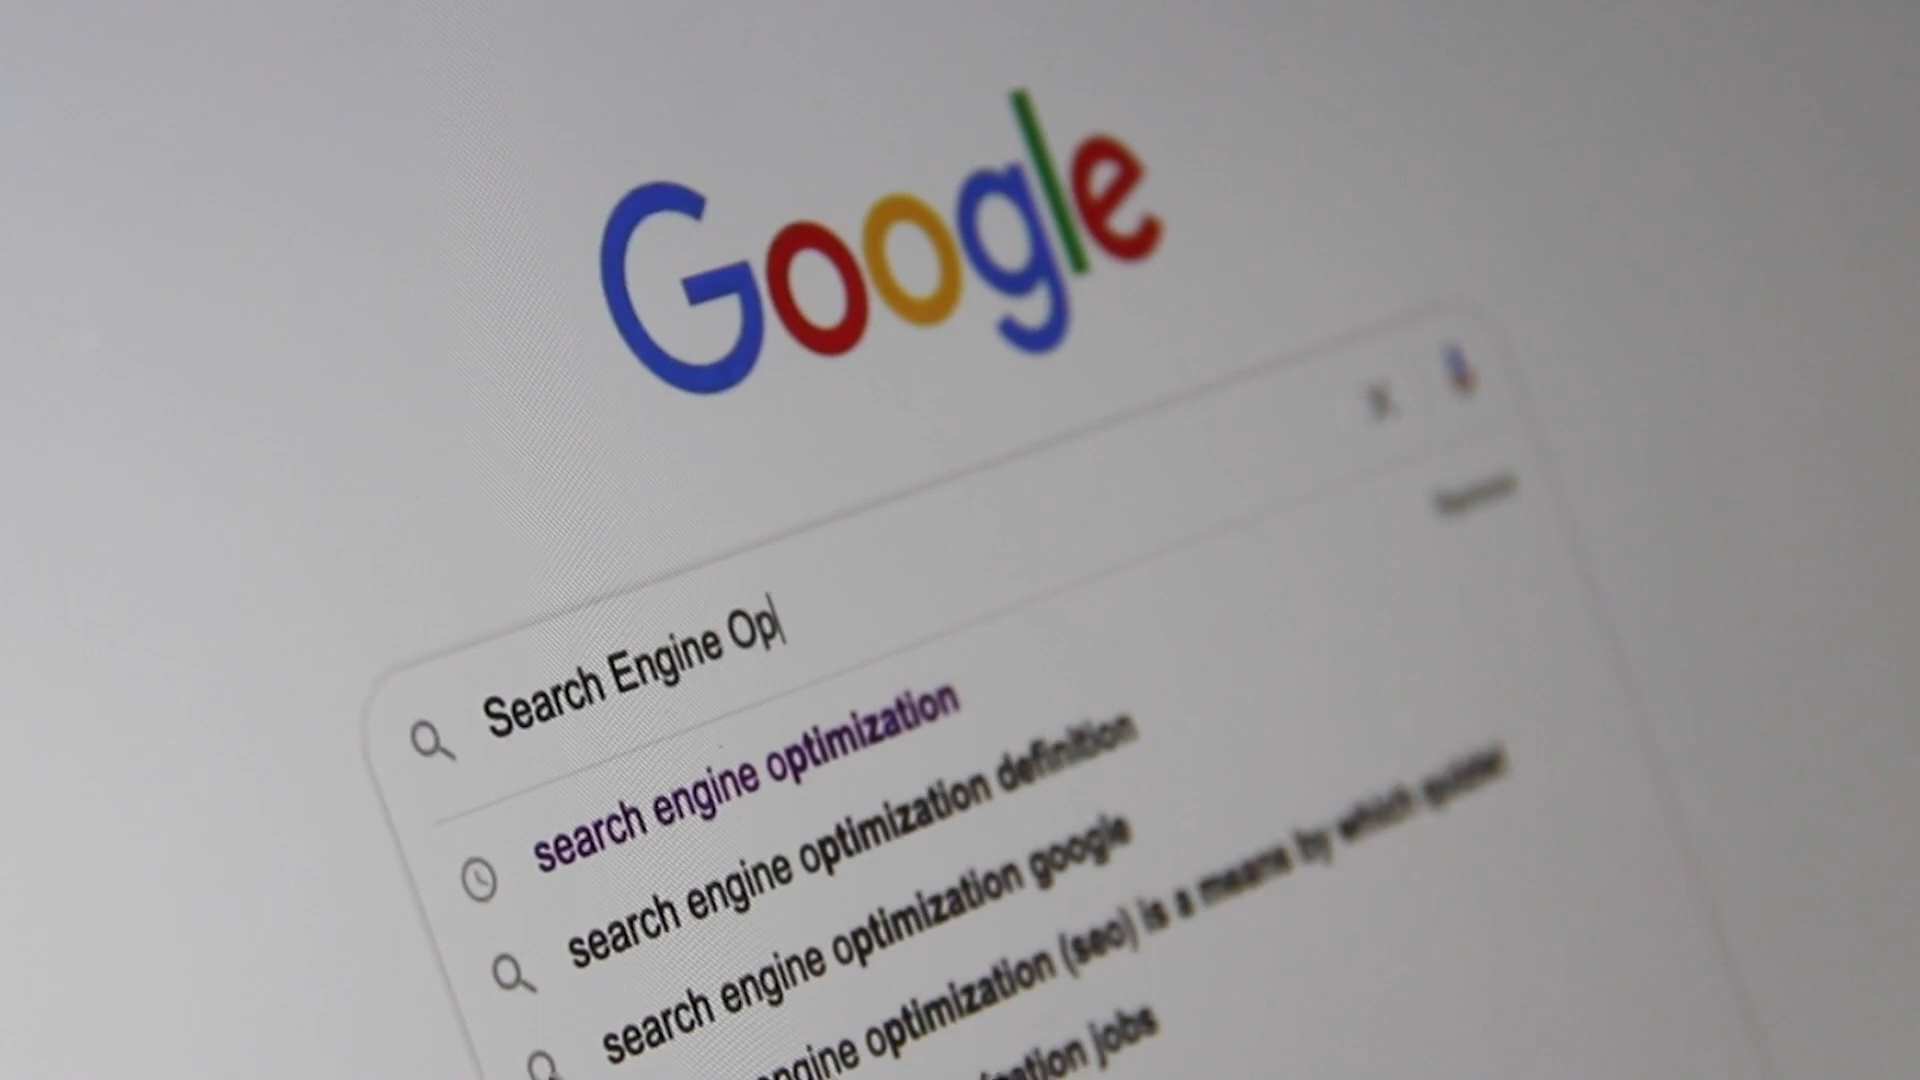 Google
Search Engine Op
Remove
search engine optimization
search engine optimization definition
search engine optimization google
engine optimization (seo) is a means by which
jobs